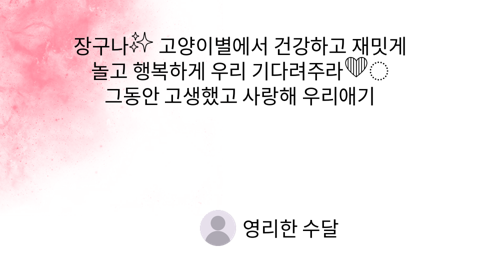 장구나✨ 고양이별에서 건강하고 재밋게
놀고 행복하게 우리 기다려주라🖤◌
그동안 고생했고 사랑해 우리애기
영리한 수달